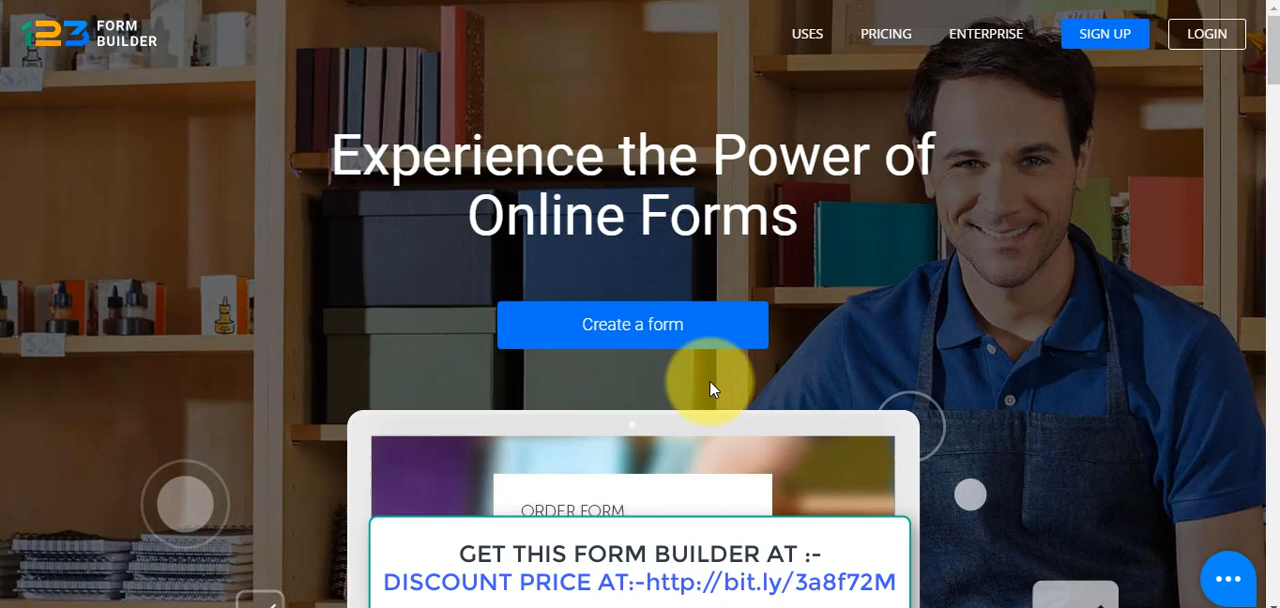 123 FORM
BUILDER
USES
PRICING
ENTERPRISE
SIGN UP
LOGIN
Experience the Power of
Online Forms
Create a form
ORDER FORM
GET THIS FORM BUILDER AT :-
DISCOUNT PRICE AT:-http://bit.ly/3a8f72M